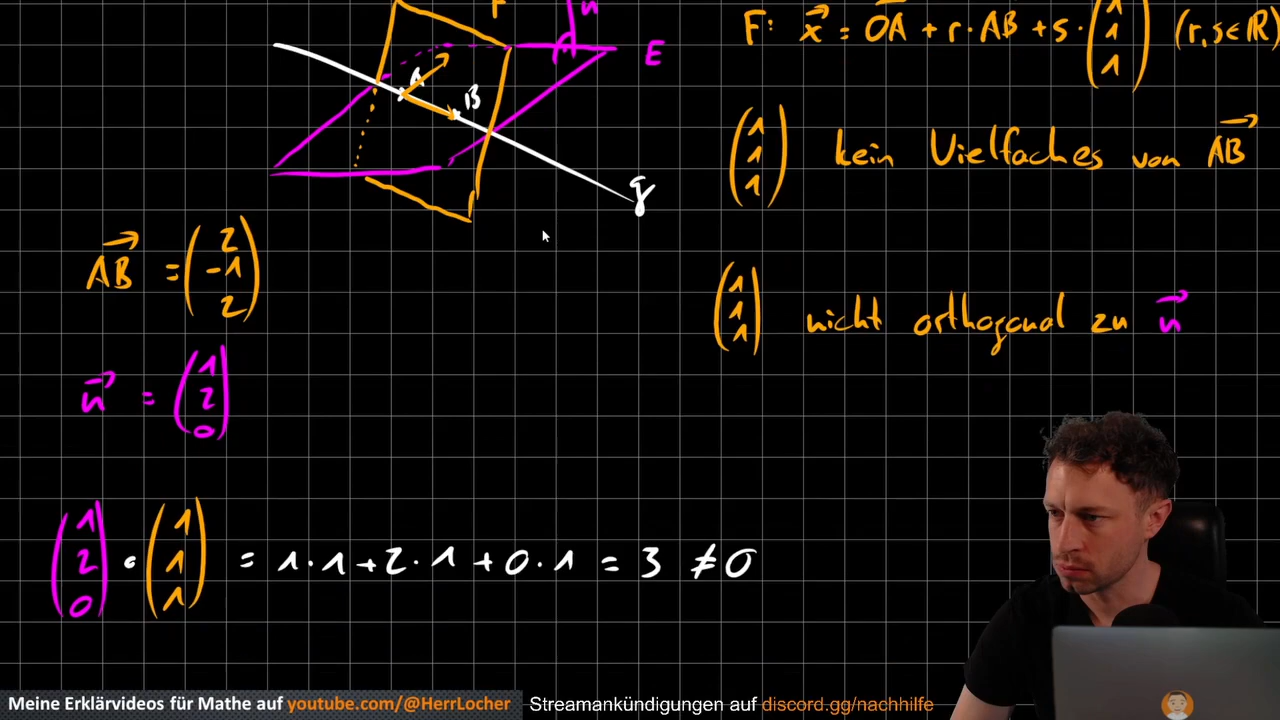 F
n
F: x⃗ = OA⃗ + r·AB + s·(1 1 1) (r,s∈ℝ)
E
A
B
g
(1 1 1) kein Vielfaches von AB⃗
AB⃗ = (2 -1 2)
(1 1 1) nicht orthogonal zu n⃗
n⃗ = (1 2 0)
(1 2 0) ∘ (1 1 1) = 1·1+2·1+0·1 = 3 ≠0
Meine Erklärvideos für Mathe auf youtube.com/@HerrLocher
Streamankündigungen auf discord.gg/nachhilfe